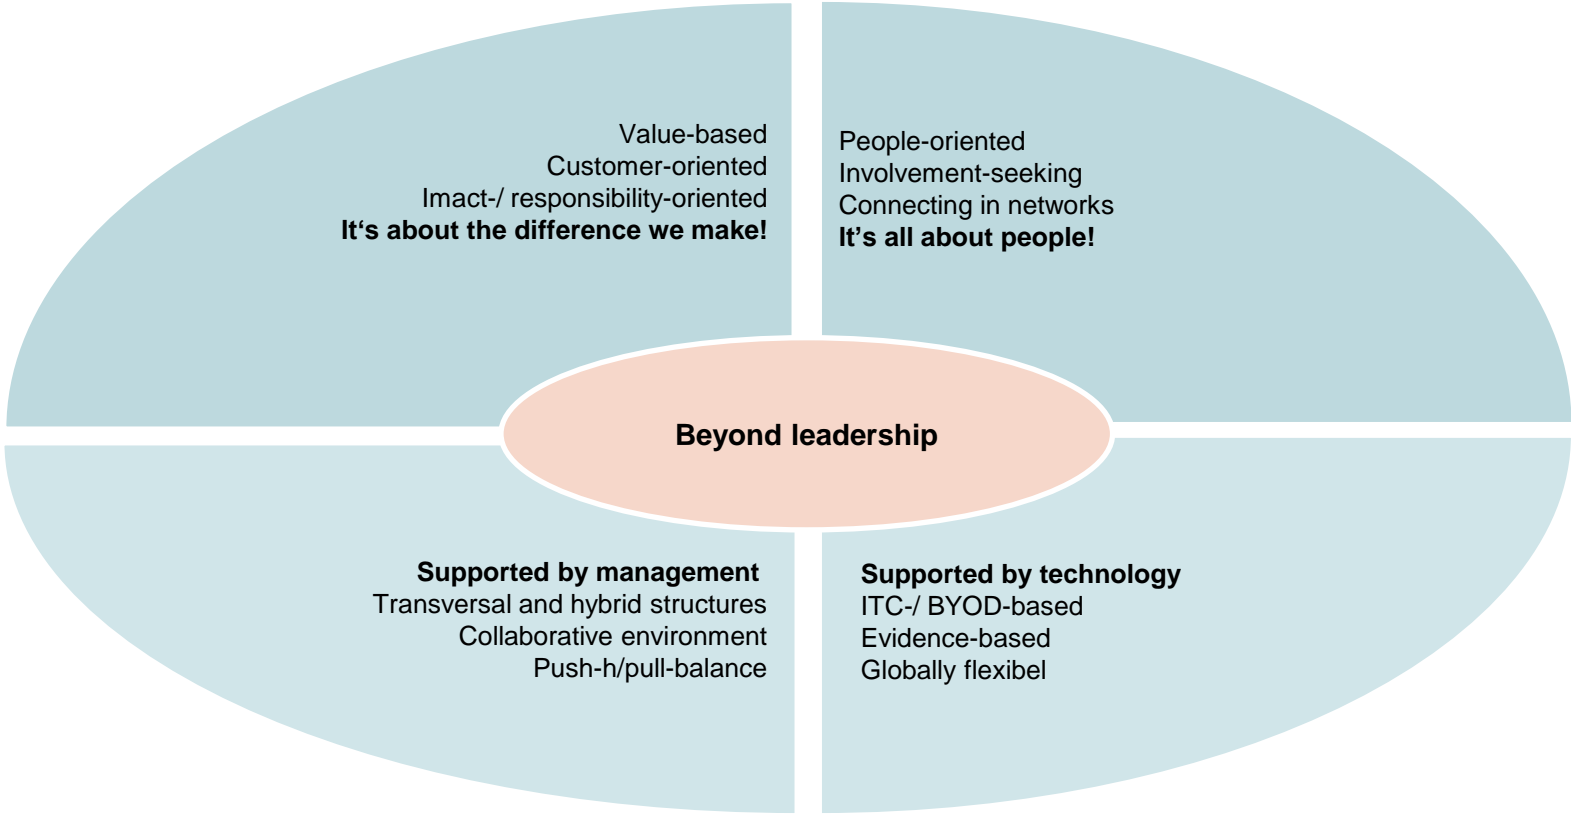 Value-based
Customer-oriented
Imact-/ responsibility-oriented
It‘s about the difference we make!
People-oriented
Involvement-seeking
Connecting in networks
It’s all about people!
Beyond leadership
Supported by management
Transversal and hybrid structures
Collaborative environment
Push-h/pull-balance
Supported by technology
ITC-/ BYOD-based
Evidence-based
Globally flexibel